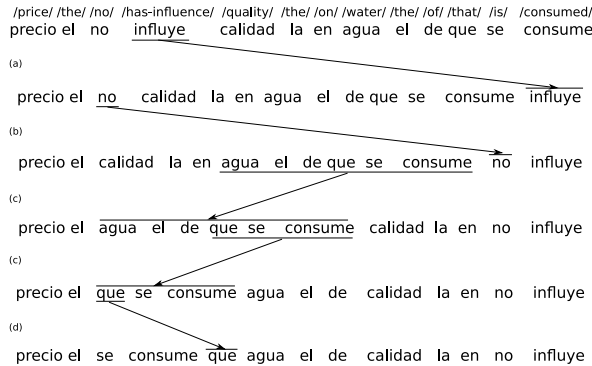 /price/ /the/ /no/ /has-influence/ /quality/ /the/ /on/ /water/ /the/ /of/ /that/ /is/ /consumed/
precio el no influye calidad la en agua el de que se consume
(a)
precio el no calidad la en agua el de que se consume influye
(b)
precio el calidad la en agua el de que se consume no influye
(c)
precio el agua el de que se consume calidad la en no influye
(c)
precio el que se consume agua el de calidad la en no influye
(d)
precio el se consume que agua el de calidad la en no influye